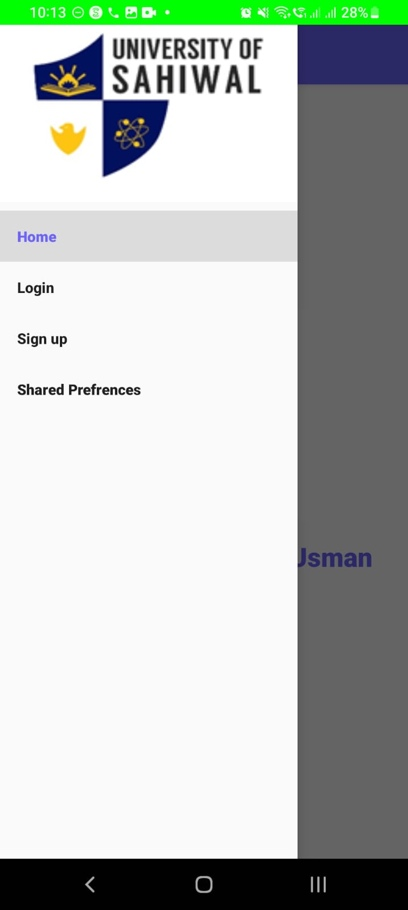 10:13
28%
UNIVERSITY OF
SAHIWAL
Home
Login
Sign up
Shared Prefrences
Usman